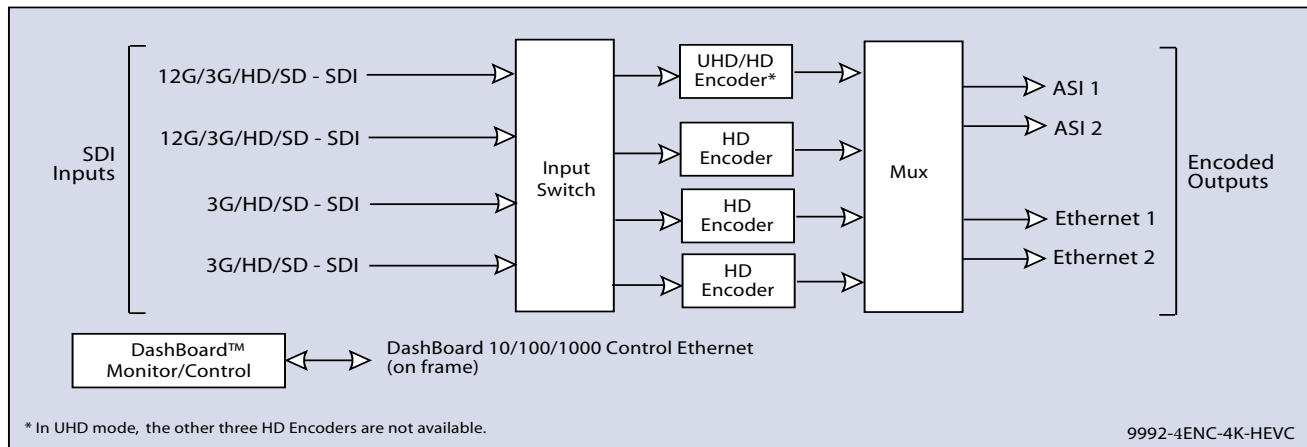 SDI
Inputs
12G/3G/HD/SD - SDI
12G/3G/HD/SD - SDI
3G/HD/SD - SDI
3G/HD/SD - SDI
Input
Switch
UHD/HD
Encoder*
HD
Encoder
HD
Encoder
HD
Encoder
Mux
ASI 1
ASI 2
Ethernet 1
Ethernet 2
Encoded
Outputs
DashBoard™
Monitor/Control
DashBoard 10/100/1000 Control Ethernet
(on frame)
* In UHD mode, the other three HD Encoders are not available.
9992-4ENC-4K-HEVC